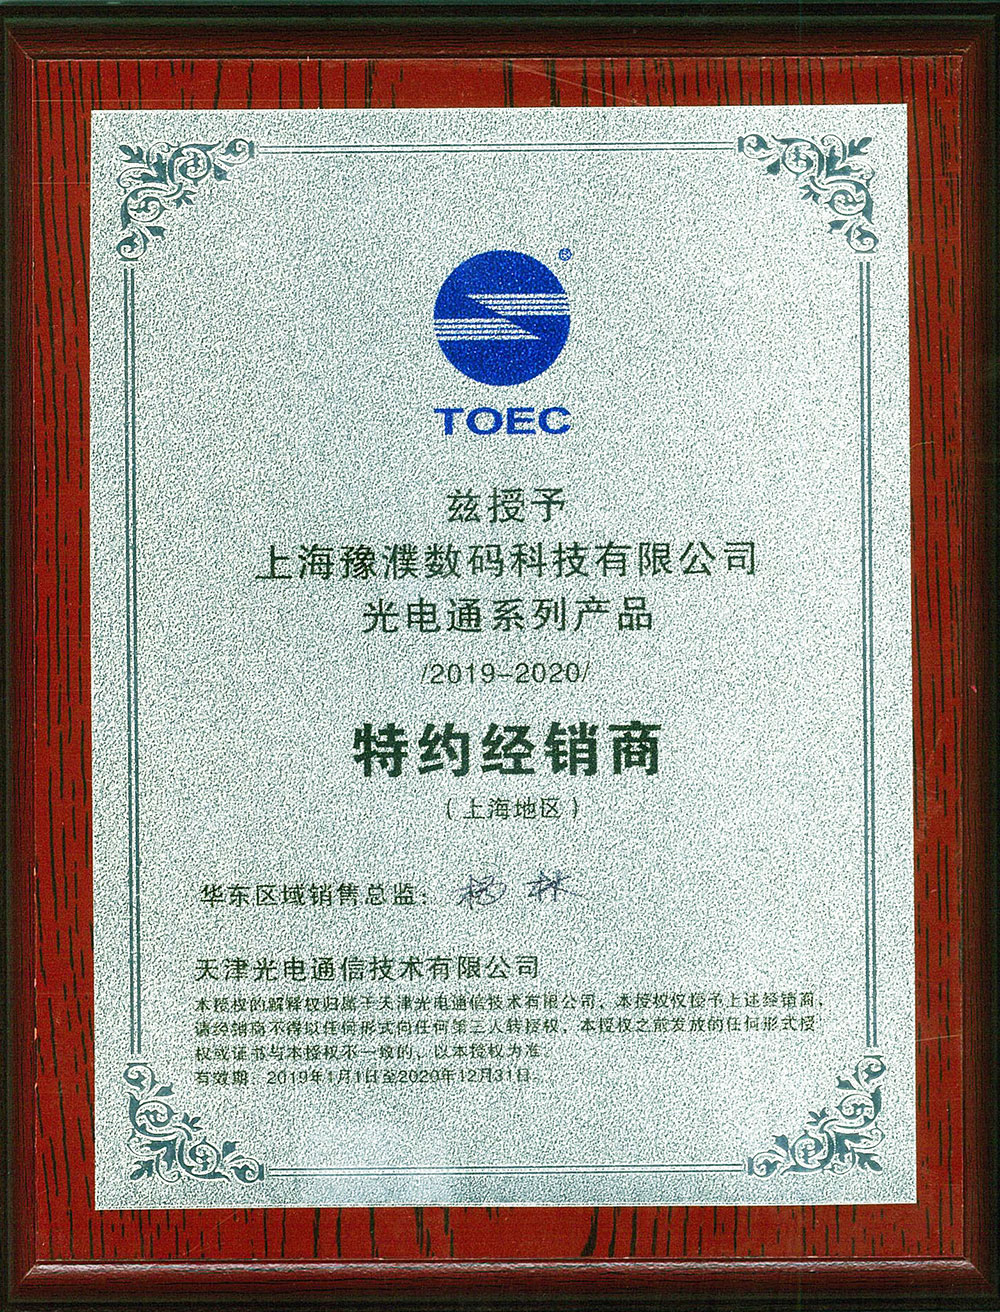 ®
TOEC
兹授予
上海豫濮数码科技有限公司
光电通系列产品
/2019-2020/
特约经销商
（上海地区）
华东区域销售总监：杨林
天津光电通信技术有限公司
本授权的解释权归属于天津光电通信技术有限公司，本授权仅授予上述经销商，
该经销商不得以任何形式向任何第三人转授权，本授权之前发放的任何形式授
权或证书与本授权不一致的，以本授权为准。
有效期：2019年1月1日至2020年12月31日。